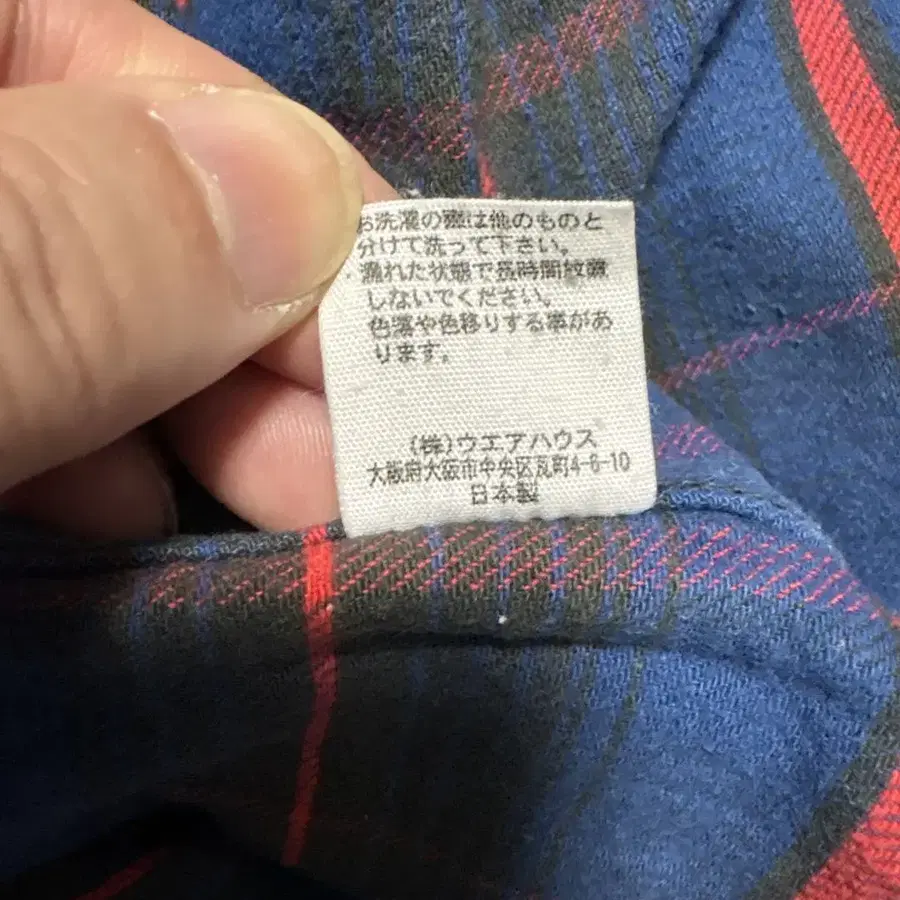 お洗濯の際は他のものと
分けて洗って下さい。
濡れた状態で長時間放置
しないでください。
色落や色移りする事があ
ります。
(株)ウエアハウス
大阪府大阪市中央区瓦町4-6-10
日本製